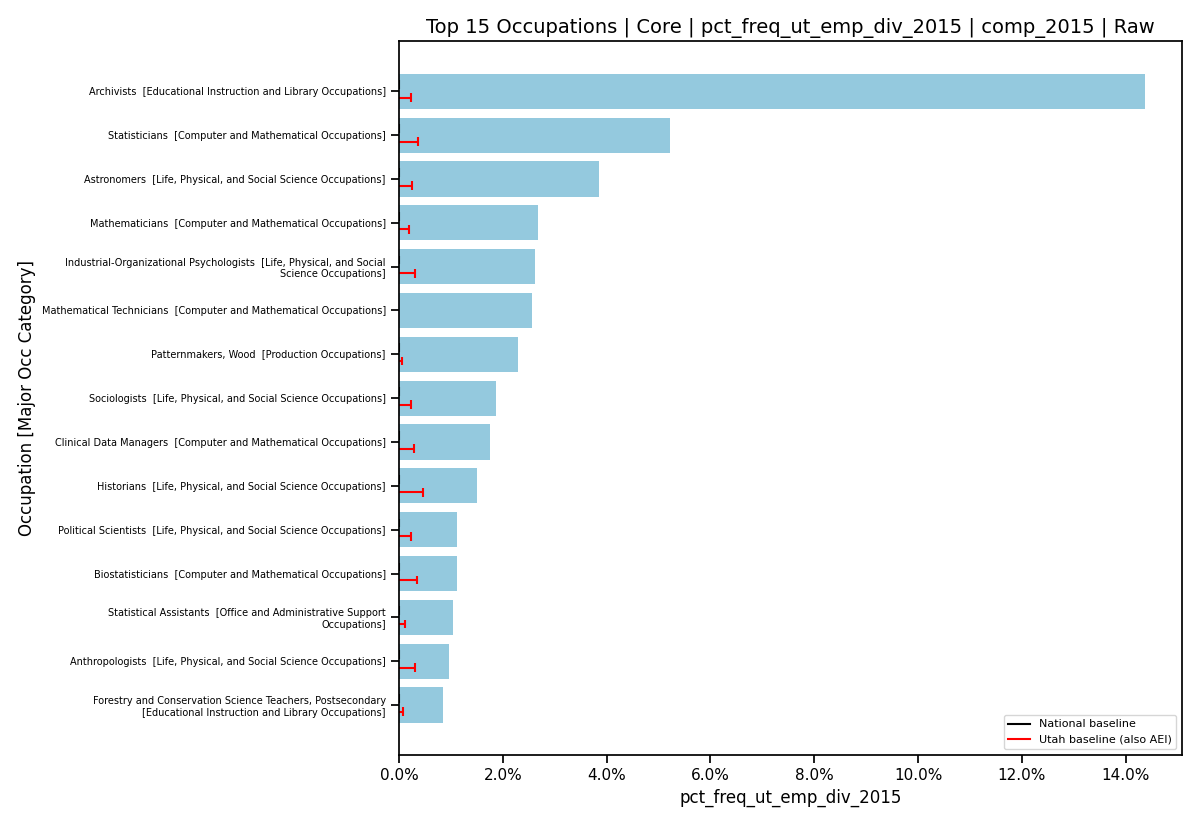 Top 15 Occupations | Core | pct_freq_ut_emp_div_2015 | comp_2015 | Raw
Occupation [Major Occ Category]
Archivists  [Educational Instruction and Library Occupations]
Statisticians  [Computer and Mathematical Occupations]
Astronomers  [Life, Physical, and Social Science Occupations]
Mathematicians  [Computer and Mathematical Occupations]
Industrial-Organizational Psychologists  [Life, Physical, and Social
Science Occupations]
Mathematical Technicians  [Computer and Mathematical Occupations]
Patternmakers, Wood  [Production Occupations]
Sociologists  [Life, Physical, and Social Science Occupations]
Clinical Data Managers  [Computer and Mathematical Occupations]
Historians  [Life, Physical, and Social Science Occupations]
Political Scientists  [Life, Physical, and Social Science Occupations]
Biostatisticians  [Computer and Mathematical Occupations]
Statistical Assistants  [Office and Administrative Support
Occupations]
Anthropologists  [Life, Physical, and Social Science Occupations]
Forestry and Conservation Science Teachers, Postsecondary
[Educational Instruction and Library Occupations]
National baseline
Utah baseline (also AEI)
0.0% 2.0% 4.0% 6.0% 8.0% 10.0% 12.0% 14.0%
pct_freq_ut_emp_div_2015